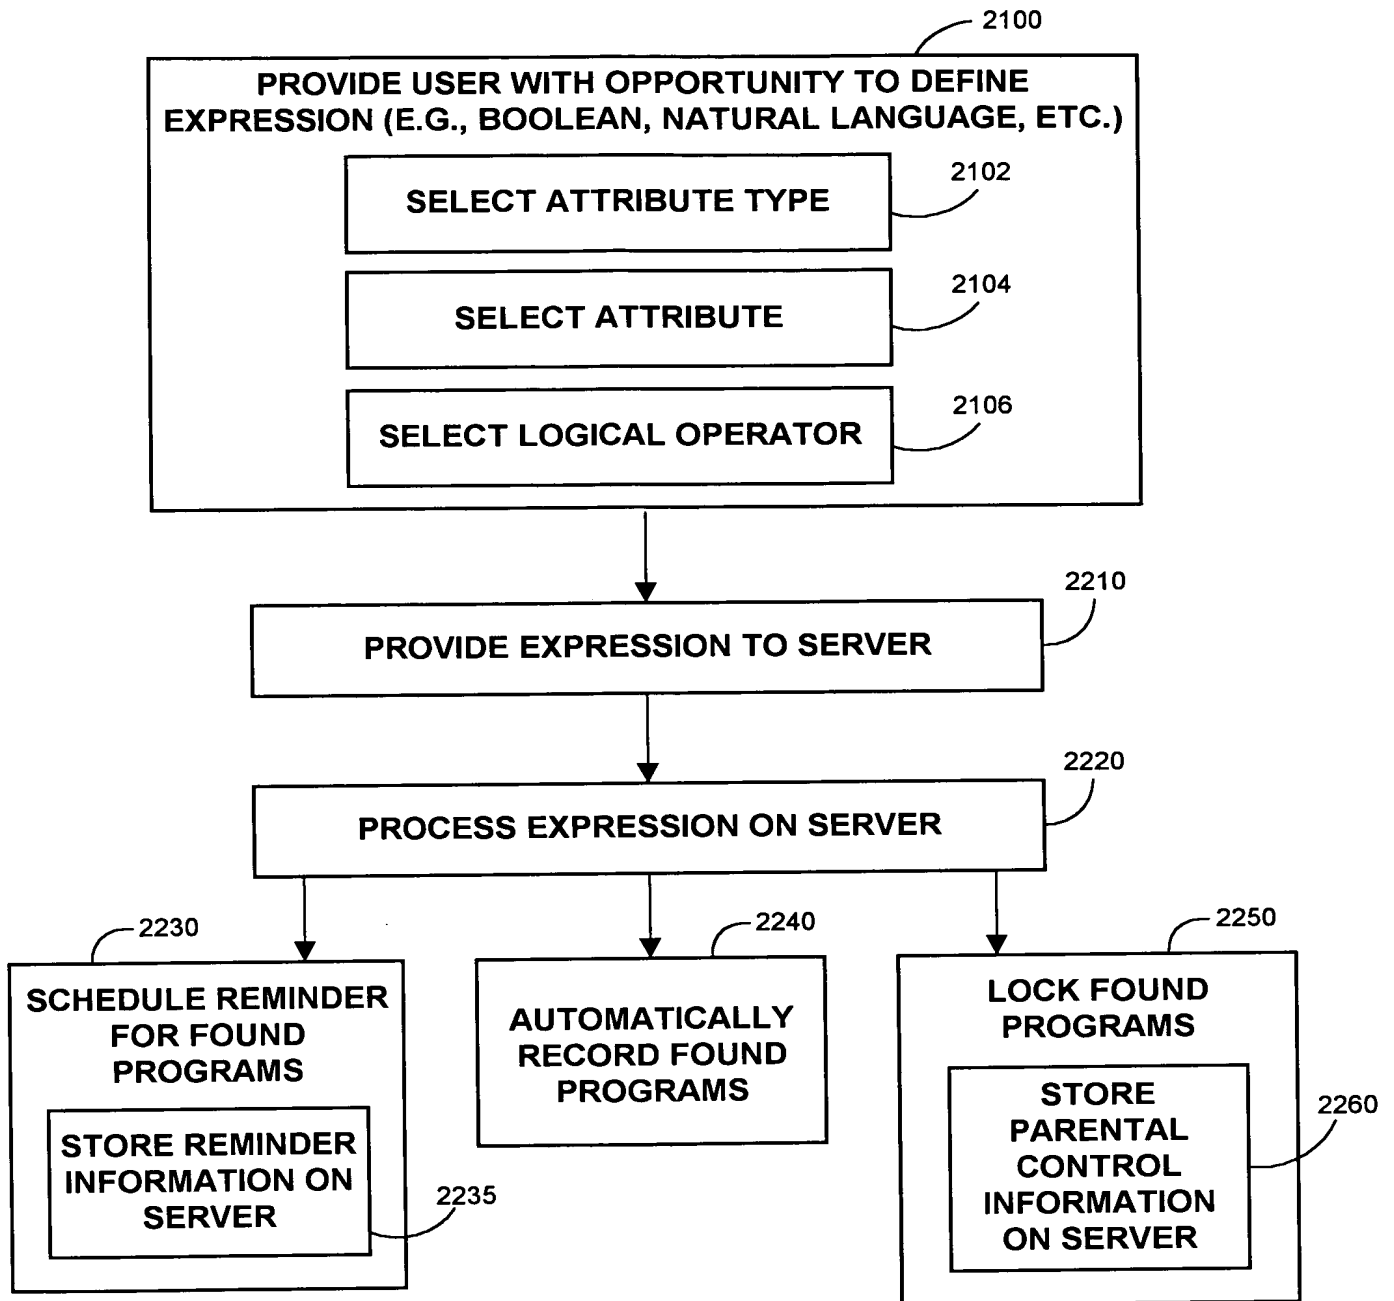 2100
PROVIDE USER WITH OPPORTUNITY TO DEFINE
EXPRESSION (E.G., BOOLEAN, NATURAL LANGUAGE, ETC.)
2102
SELECT ATTRIBUTE TYPE
2104
SELECT ATTRIBUTE
2106
SELECT LOGICAL OPERATOR
2210
PROVIDE EXPRESSION TO SERVER
2220
PROCESS EXPRESSION ON SERVER
2230
SCHEDULE REMINDER
FOR FOUND
PROGRAMS
STORE REMINDER
INFORMATION ON
SERVER
2235
2240
AUTOMATICALLY
RECORD FOUND
PROGRAMS
2250
LOCK FOUND
PROGRAMS
STORE
PARENTAL
CONTROL
INFORMATION
ON SERVER
2260